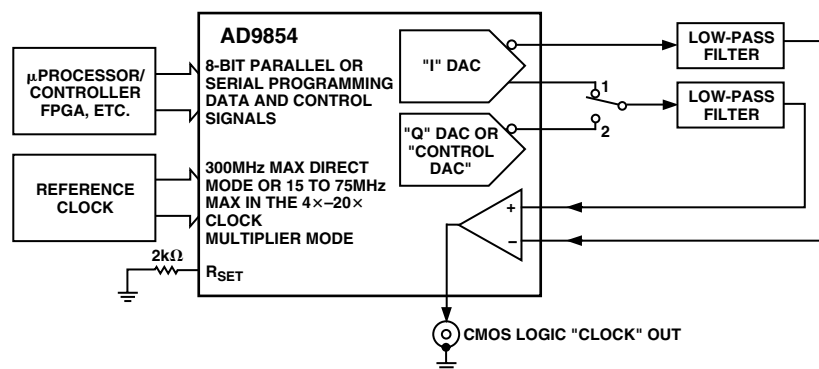 AD9854
μPROCESSOR/
CONTROLLER
FPGA, ETC.
8-BIT PARALLEL OR
SERIAL PROGRAMMING
DATA AND CONTROL
SIGNALS
"I" DAC
LOW-PASS
FILTER
1
2
LOW-PASS
FILTER
"Q" DAC OR
"CONTROL
DAC"
REFERENCE
CLOCK
300MHz MAX DIRECT
MODE OR 15 TO 75MHz
MAX IN THE 4×–20×
CLOCK
MULTIPLIER MODE
+
–
2kΩ
RSET
CMOS LOGIC "CLOCK" OUT